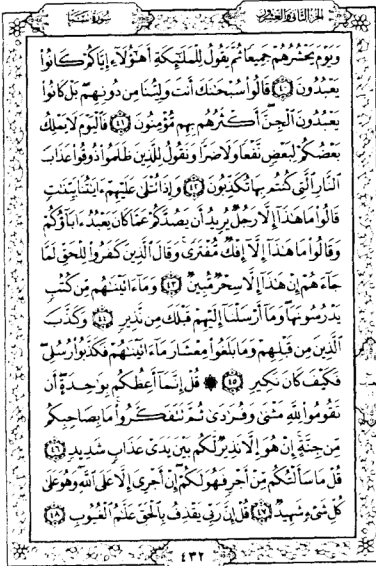 سورة سبأ
الجزء الثاني والعشرون
وَيَوْمَ يَحْشُرُهُمْ جَمِيعًا ثُمَّ يَقُولُ لِلْمَلَٰٓئِكَةِ أَهَٰٓؤُلَآءِ إِيَّاكُمْ كَانُوا۟
يَعْبُدُونَ ٤٠ قَالُوا۟ سُبْحَٰنَكَ أَنتَ وَلِيُّنَا مِن دُونِهِم بَلْ كَانُوا۟
يَعْبُدُونَ ٱلْجِنَّ أَكْثَرُهُم بِهِم مُّؤْمِنُونَ ٤١ فَٱلْيَوْمَ لَا يَمْلِكُ
بَعْضُكُمْ لِبَعْضٍ نَّفْعًا وَلَا ضَرًّا وَنَقُولُ لِلَّذِينَ ظَلَمُوا۟ ذُوقُوا۟ عَذَابَ
ٱلنَّارِ ٱلَّتِى كُنتُم بِهَا تُكَذِّبُونَ ٤٢ وَإِذَا تُتْلَىٰ عَلَيْهِمْ ءَايَٰتُنَا بَيِّنَٰتٍ
قَالُوا۟ مَا هَٰذَآ إِلَّا رَجُلٌ يُرِيدُ أَن يَصُدَّكُمْ عَمَّا كَانَ يَعْبُدُ ءَابَآؤُكُمْ
وَقَالُوا۟ مَا هَٰذَآ إِلَّآ إِفْكٌ مُّفْتَرًى وَقَالَ ٱلَّذِينَ كَفَرُوا۟ لِلْحَقِّ لَمَّا
جَآءَهُمْ إِنْ هَٰذَآ إِلَّا سِحْرٌ مُّبِينٌ ٤٣ وَمَآ ءَاتَيْنَٰهُم مِّن كُتُبٍ
يَدْرُسُونَهَا وَمَآ أَرْسَلْنَآ إِلَيْهِمْ قَبْلَكَ مِن نَّذِيرٍ ٤٤ وَكَذَّبَ
ٱلَّذِينَ مِن قَبْلِهِمْ وَمَا بَلَغُوا۟ مِعْشَارَ مَآ ءَاتَيْنَٰهُمْ فَكَذَّبُوا۟ رُسُلِى
فَكَيْفَ كَانَ نَكِيرِ ٤٥ ۞ قُلْ إِنَّمَآ أَعِظُكُم بِوَٰحِدَةٍ أَن
تَقُومُوا۟ لِلَّهِ مَثْنَىٰ وَفُرَٰدَىٰ ثُمَّ تَتَفَكَّرُوا۟ مَا بِصَاحِبِكُم
مِّن جِنَّةٍ إِنْ هُوَ إِلَّا نَذِيرٌ لَّكُم بَيْنَ يَدَىْ عَذَابٍ شَدِيدٍ ٤٦
قُلْ مَا سَأَلْتُكُم مِّنْ أَجْرٍ فَهُوَ لَكُمْ إِنْ أَجْرِىَ إِلَّا عَلَى ٱللَّهِ وَهُوَ عَلَىٰ
كُلِّ شَىْءٍ شَهِيدٌ ٤٧ قُلْ إِنَّ رَبِّى يَقْذِفُ بِٱلْحَقِّ عَلَّٰمُ ٱلْغُيُوبِ ٤٨
٤٣٢